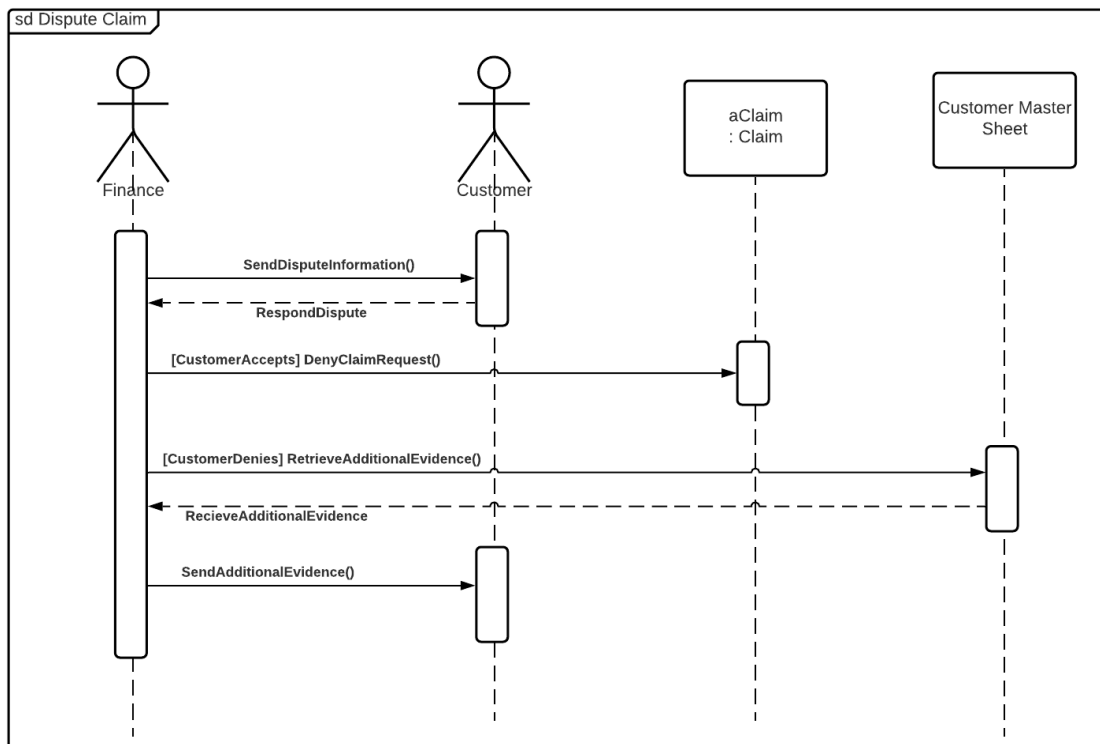 sd Dispute Claim
Finance
Customer
aClaim
: Claim
Customer Master
Sheet
SendDisputeInformation()
RespondDispute
[CustomerAccepts] DenyClaimRequest()
[CustomerDenies] RetrieveAdditionalEvidence()
RecieveAdditionalEvidence
SendAdditionalEvidence()